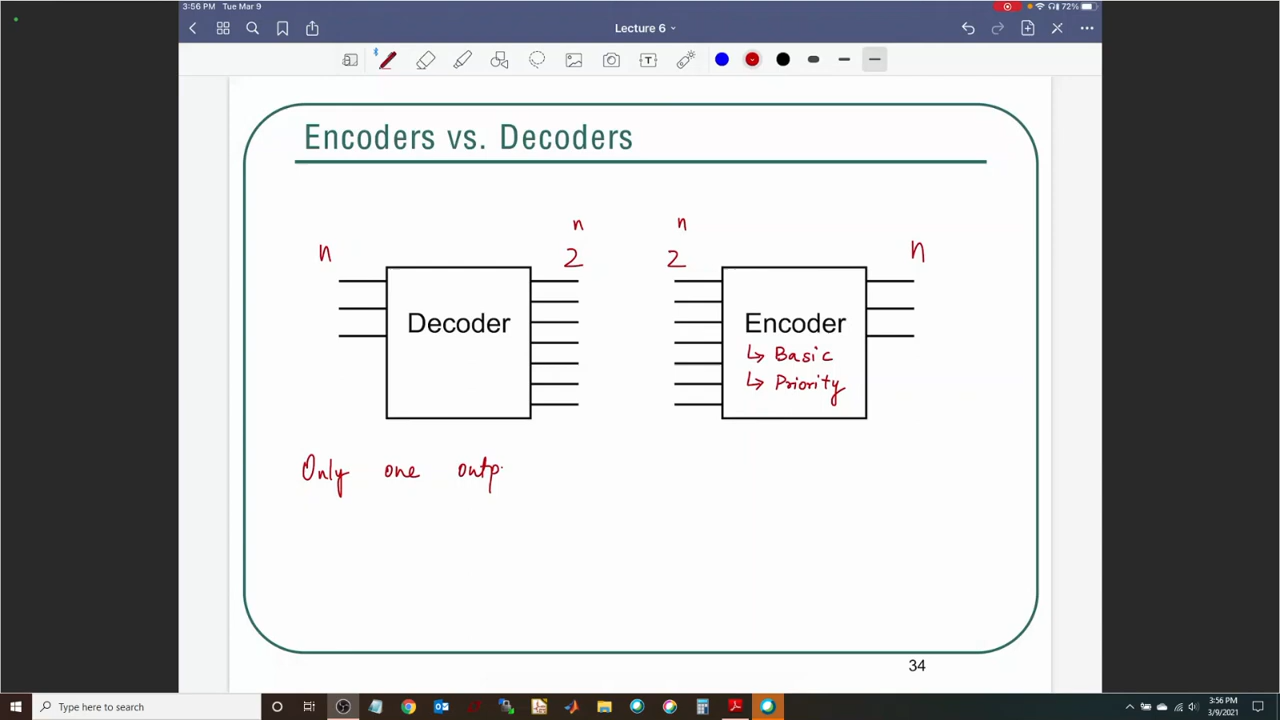 3:56 PM Tue Mar 9
72%
Lecture 6
T
Encoders vs. Decoders
n
2
n
n
2
n
Decoder
Encoder
↳ Basic
↳ Priority
Only one outp
34
Type here to search
3:56 PM
3/9/2021